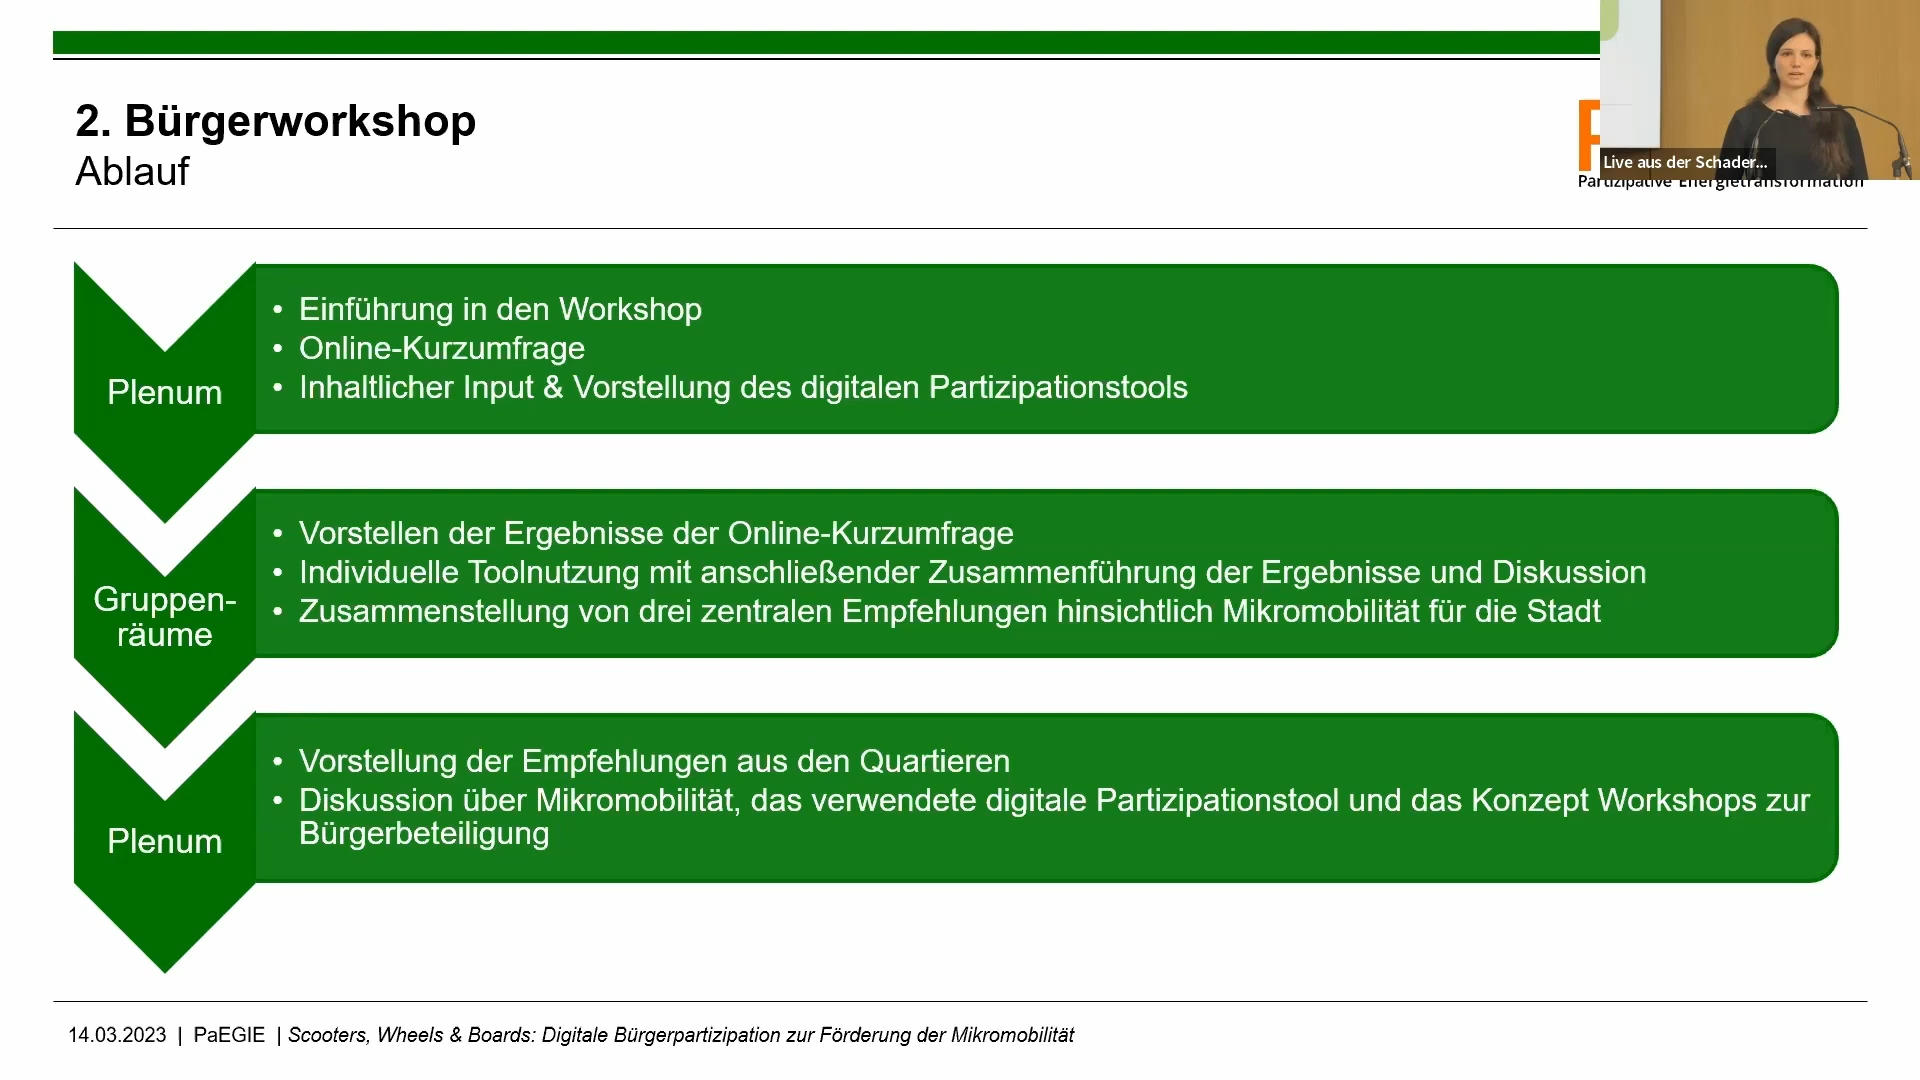 2. Bürgerworkshop
Ablauf
Live aus der Schader...
Partizipative Energietransformation
Plenum
• Einführung in den Workshop
• Online-Kurzumfrage
• Inhaltlicher Input & Vorstellung des digitalen Partizipationstools
Gruppen-
räume
• Vorstellen der Ergebnisse der Online-Kurzumfrage
• Individuelle Toolnutzung mit anschließender Zusammenführung der Ergebnisse und Diskussion
• Zusammenstellung von drei zentralen Empfehlungen hinsichtlich Mikromobilität für die Stadt
Plenum
• Vorstellung der Empfehlungen aus den Quartieren
• Diskussion über Mikromobilität, das verwendete digitale Partizipationstool und das Konzept Workshops zur
Bürgerbeteiligung
14.03.2023 | PaEGIE | Scooters, Wheels & Boards: Digitale Bürgerpartizipation zur Förderung der Mikromobilität